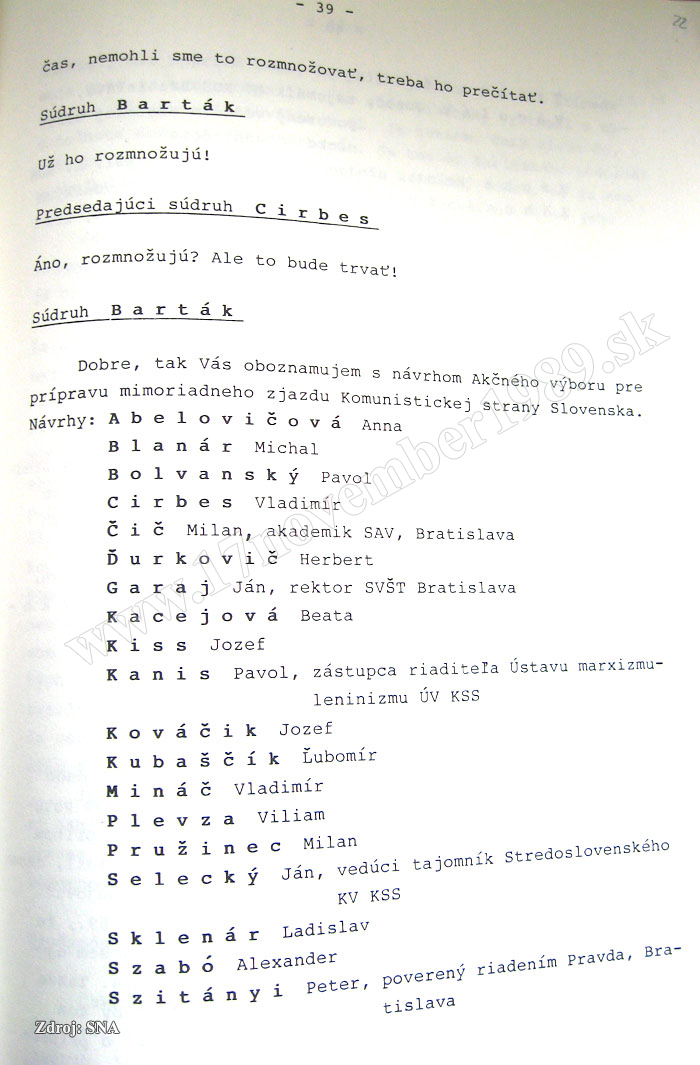 - 39 -
22
čas, nemohli sme to rozmnožovať, treba ho prečítať.
Súdruh B a r t á k
Už ho rozmnožujú!
Predsedajúci súdruh C i r b e s
Áno, rozmnožujú? Ale to bude trvať!
Súdruh B a r t á k
Dobre, tak Vás oboznamujem s návrhom Akčného výboru pre
prípravu mimoriadneho zjazdu Komunistickej strany Slovenska.
Návrhy: A b e l o v i č o v á Anna
B l a n á r Michal
B o l v a n s k ý Pavol
C i r b e s Vladimír
Č i č Milan, akademik SAV, Bratislava
Ď u r k o v i č Herbert
G a r a j Ján, rektor SVŠT Bratislava
K a c e j o v á Beata
K i s s Jozef
K a n i s Pavol, zástupca riaditeľa Ústavu marxizmu-
leninizmu ÚV KSS
K o v á č i k Jozef
K u b a š č í k Ľubomír
M i n á č Vladimír
P l e v z a Viliam
P r u ž i n e c Milan
S e l e c k ý Ján, vedúci tajomník Stredoslovenského
KV KSS
S k l e n á r Ladislav
S z a b ó Alexander
S z i t á n y i Peter, poverený riadením Pravda, Bra-
tislava
www.17november1989.sk
Zdroj: SNA